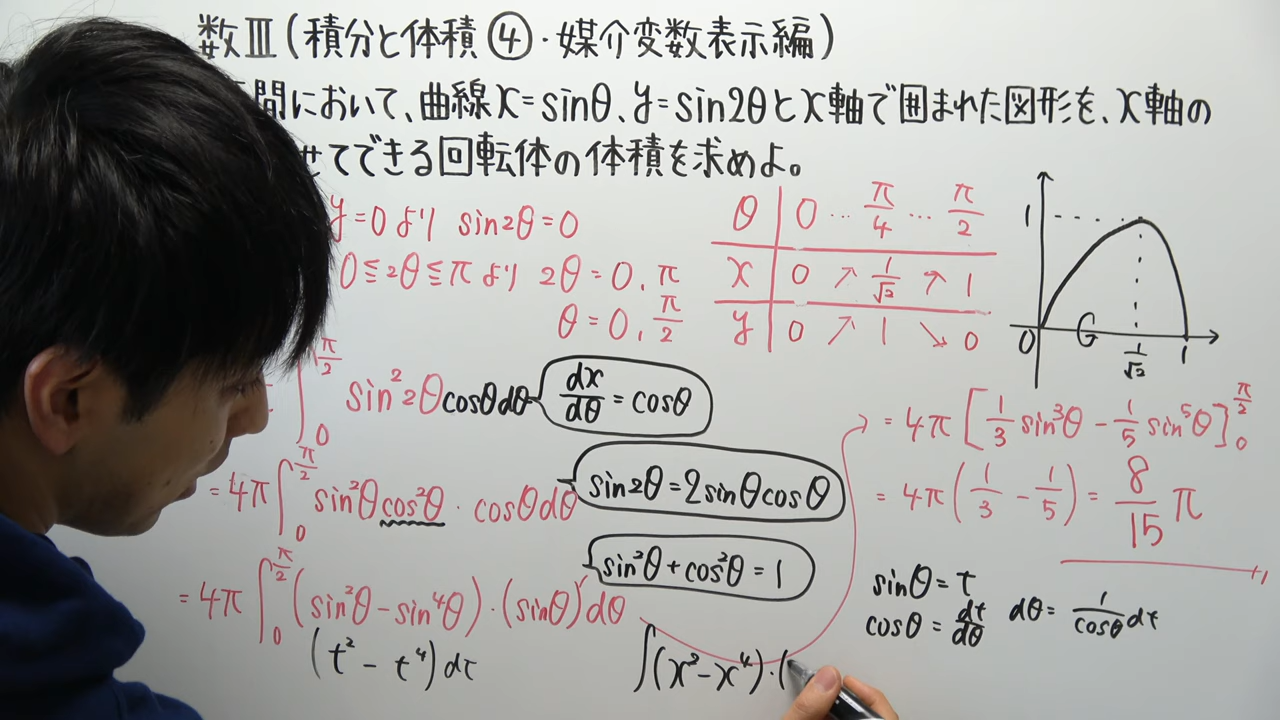 数Ⅲ(積分と体積④・媒介変数表示編)
間において、曲線x=sinθ、y=sin2θとx軸で囲まれた図形を、x軸の
せてできる回転体の体積を求めよ。
y=0より sin2θ=0
0≦2θ≦πより 2θ=0, π
θ=0, π/2
θ 0 … π/4 … π/2
x 0 ↗ 1/√2 ↗ 1
y 0 ↗ 1 ↘ 0
1
0 1/√2 1
∫₀^(π/2) sin²2θcosθdθ
dx/dθ = cosθ
=4π∫₀^(π/2) sin²θcos²θ・cosθdθ
sin2θ=2sinθcosθ
sin²θ+cos²θ=1
=4π∫₀^(π/2) (sin²θ-sin⁴θ)・(sinθ)'dθ
(t²-t⁴)dt
∫(x²-x⁴)・(
=4π[1/3 sin³θ - 1/5 sin⁵θ]₀^(π/2)
=4π(1/3 - 1/5) = 8/15 π
sinθ=t
cosθ=dt/dθ dθ=1/cosθ dt